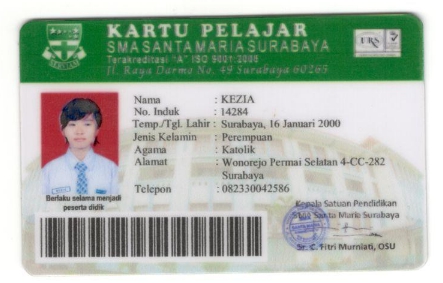 KARTU PELAJAR
SMA SANTA MARIA SURABAYA
Terakreditasi "A" ISO 9001:2008
Jl. Raya Darmo No. 49 Surabaya 60265
Nama : KEZIA
No. Induk : 14284
Temp./Tgl. Lahir : Surabaya, 16 Januari 2000
Jenis Kelamin : Perempuan
Agama : Katolik
Alamat : Wonorejo Permai Selatan 4-CC-282
Surabaya
Telepon : 082330042586
Berlaku selama menjadi
peserta didik
Kepala Satuan Pendidikan
SMA Santa Maria Surabaya
Sr. C. Fitri Murniati, OSU